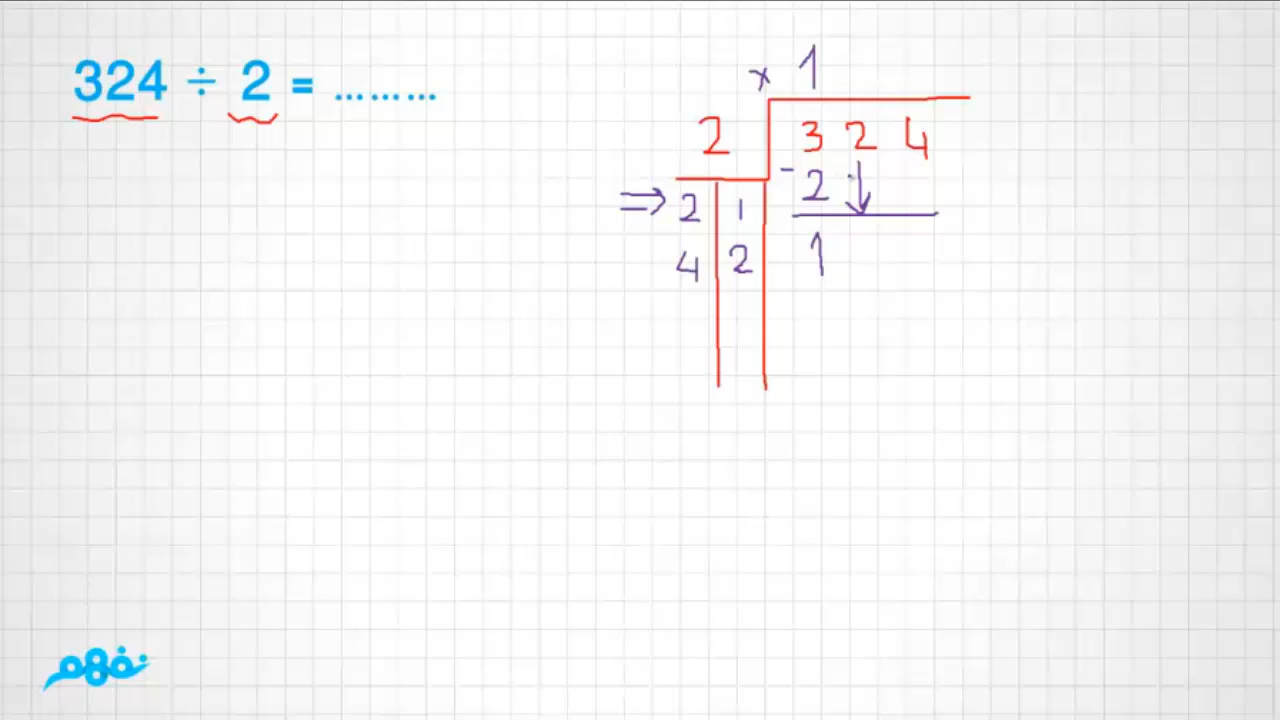 324 ÷ 2 = .........
× 1
2 3 2 4
- 2 ↓
⇒ 2 1
4 2 1
نفهم